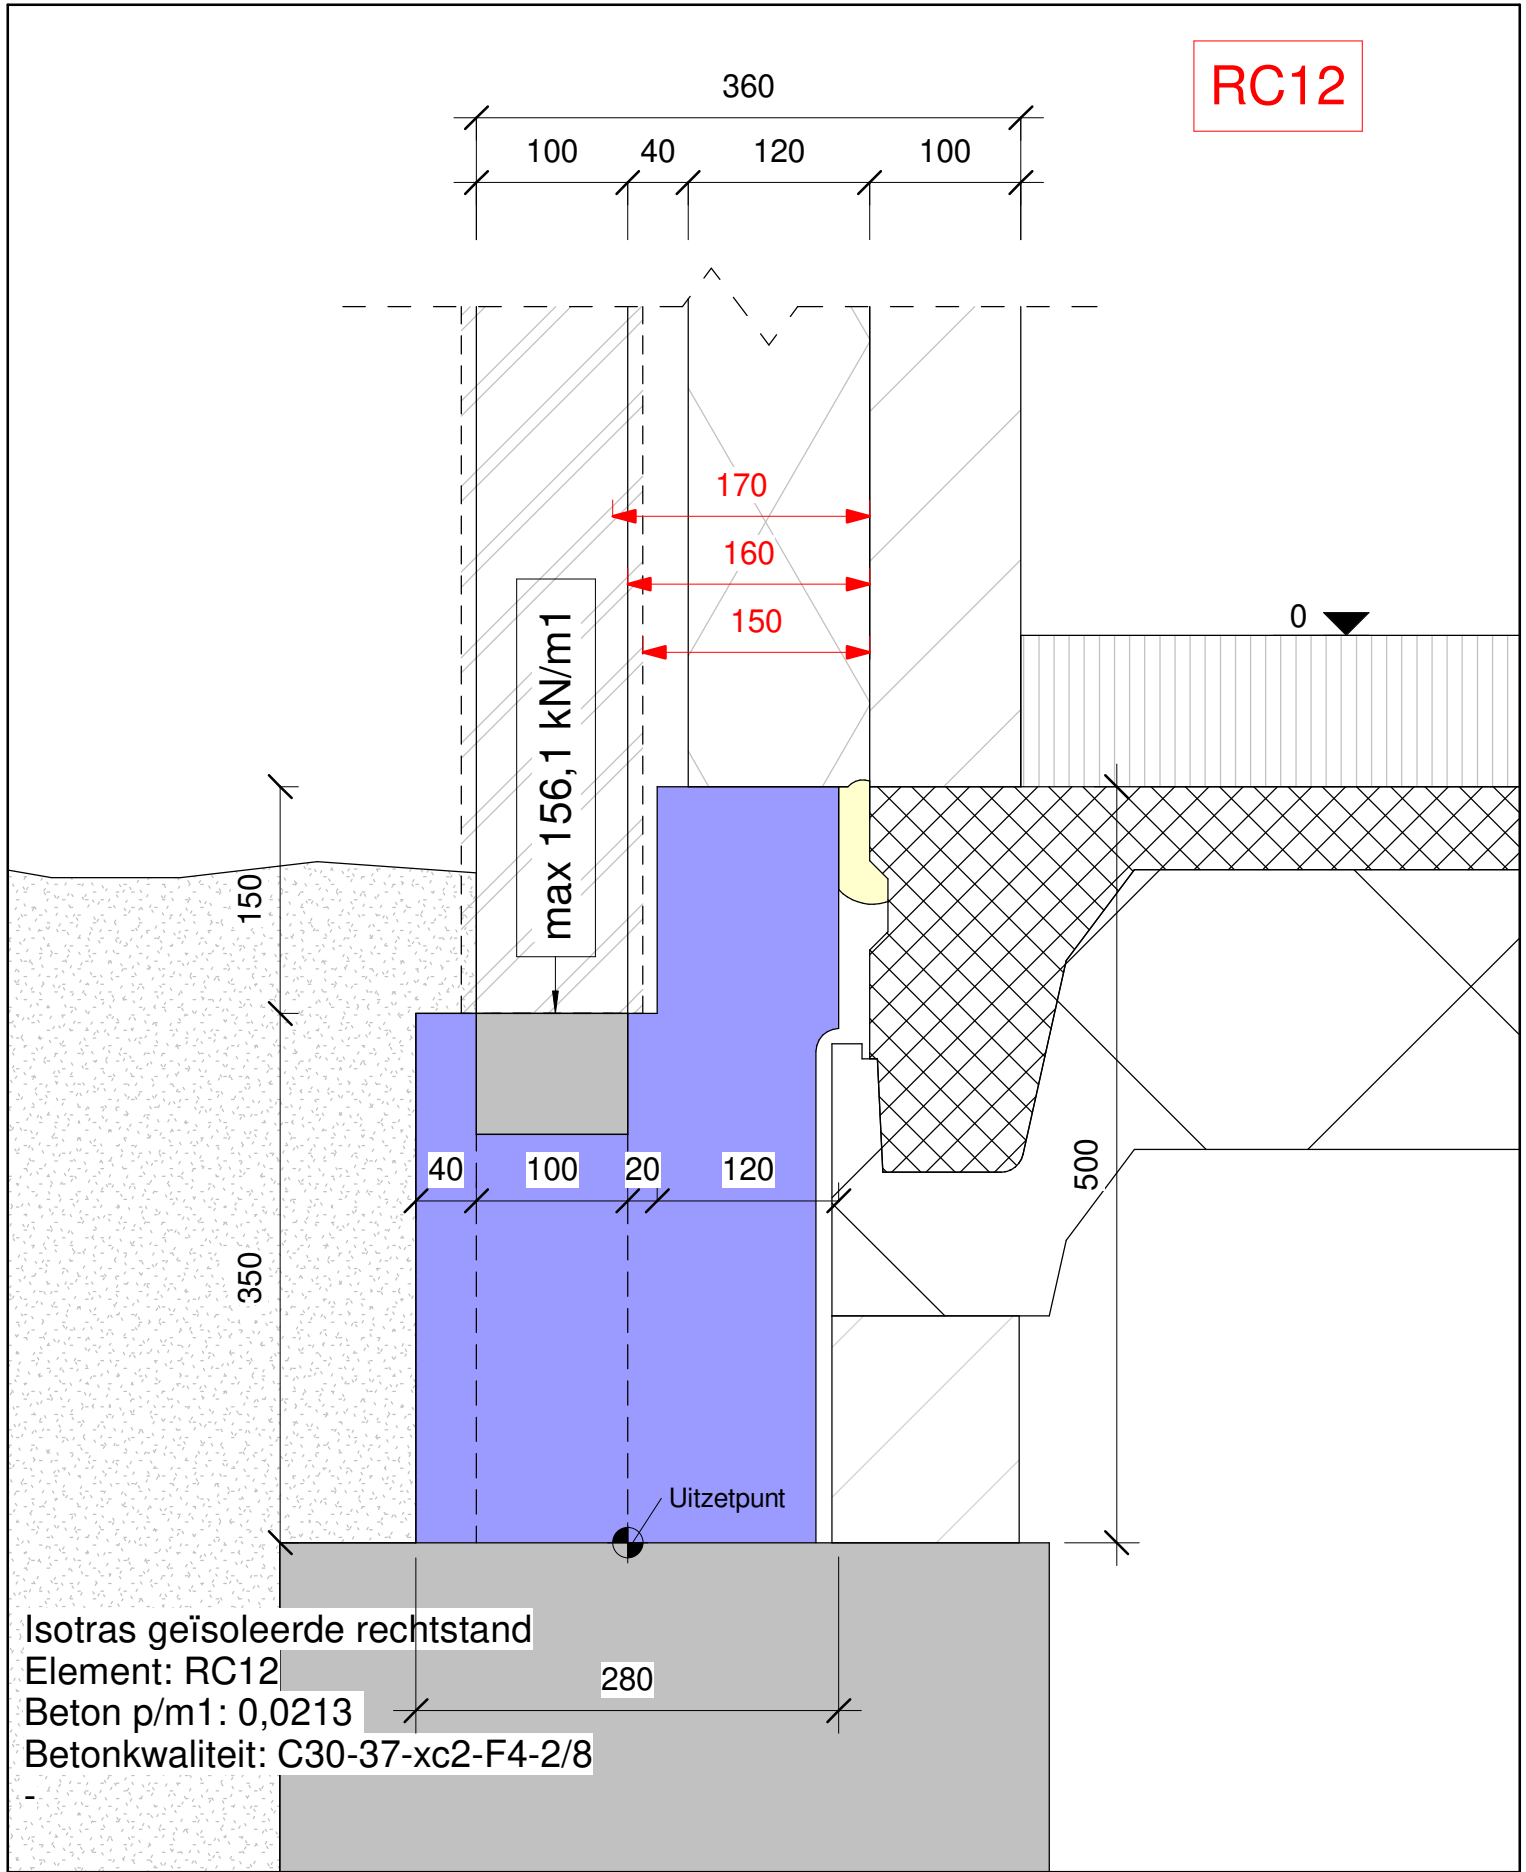 RC12
360
100 40 120 100
170
160
150
max 156,1 kN/m1
0
150
40 100 20 120
500
350
Uitzetpunt
Isotras geïsoleerde rechtstand
Element: RC12
280
Beton p/m1: 0,0213
Betonkwaliteit: C30-37-xc2-F4-2/8
-